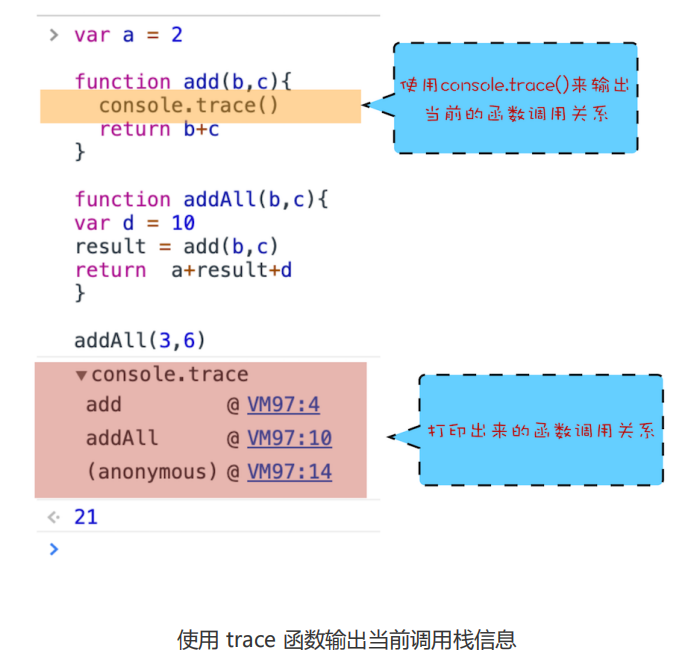 var a = 2
function add(b,c){
console.trace()
return b+c
}
使用console.trace()来输出
当前的函数调用关系
function addAll(b,c){
var d = 10
result = add(b,c)
return a+result+d
}
addAll(3,6)
▼console.trace
add @ VM97:4
addAll @ VM97:10
(anonymous) @ VM97:14
打印出来的函数调用关系
21
使用 trace 函数输出当前调用栈信息